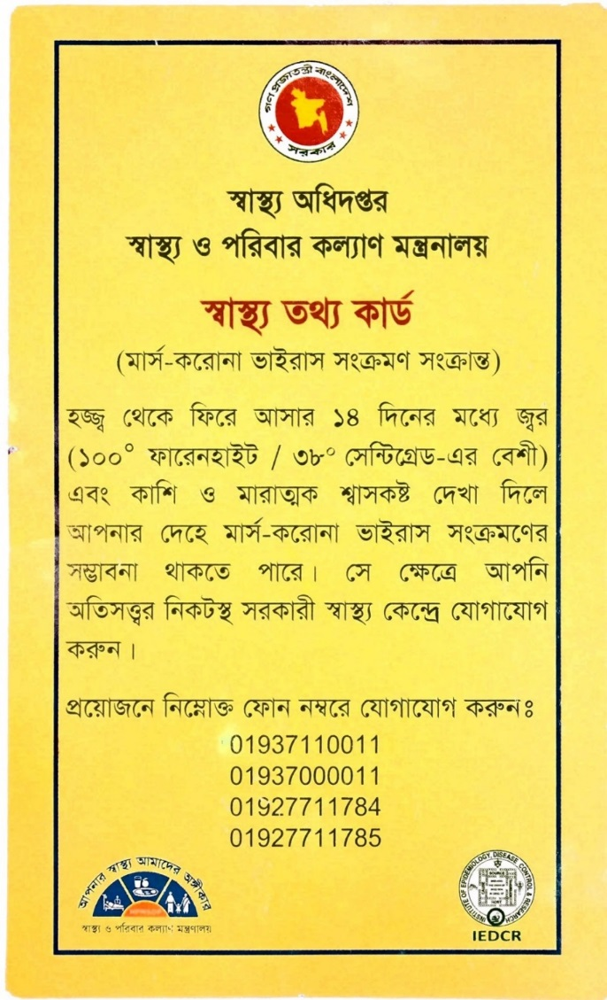 গণ প্রজাতন্ত্রী বাংলাদেশ
সরকার
স্বাস্থ্য অধিদপ্তর
স্বাস্থ্য ও পরিবার কল্যাণ মন্ত্রনালয়
স্বাস্থ্য তথ্য কার্ড
(মার্স-করোনা ভাইরাস সংক্রমণ সংক্রান্ত)
হজ্জ্ব থেকে ফিরে আসার ১৪ দিনের মধ্যে জ্বর
(১০০° ফারেনহাইট / ৩৮° সেন্টিগ্রেড-এর বেশী)
এবং কাশি ও মারাত্মক শ্বাসকষ্ট দেখা দিলে
আপনার দেহে মার্স-করোনা ভাইরাস সংক্রমণের
সম্ভাবনা থাকতে পারে। সে ক্ষেত্রে আপনি
অতিসত্ত্বর নিকটস্থ সরকারী স্বাস্থ্য কেন্দ্রে যোগাযোগ
করুন।
প্রয়োজনে নিম্নোক্ত ফোন নম্বরে যোগাযোগ করুনঃ
01937110011
01937000011
01927711784
01927711785
আপনার স্বাস্থ্য আমাদের অঙ্গীকার
স্বাস্থ্য ও পরিবার কল্যাণ মন্ত্রণালয়
INSTITUTE OF EPIDEMIOLOGY, DISEASE CONTROL & RESEARCH
IEDCR